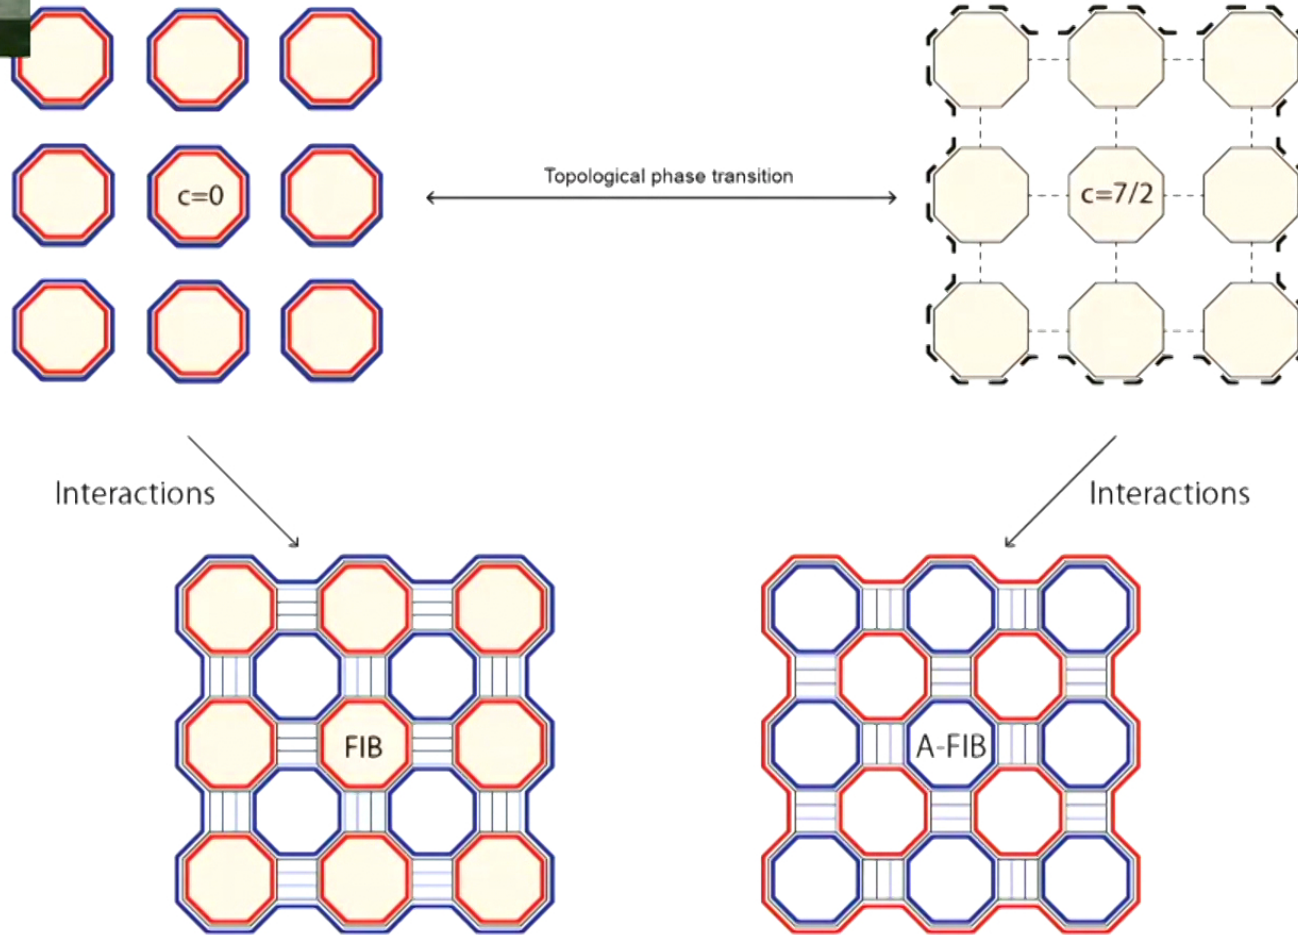 c=0
Topological phase transition
c=7/2
Interactions
Interactions
FIB
A-FIB